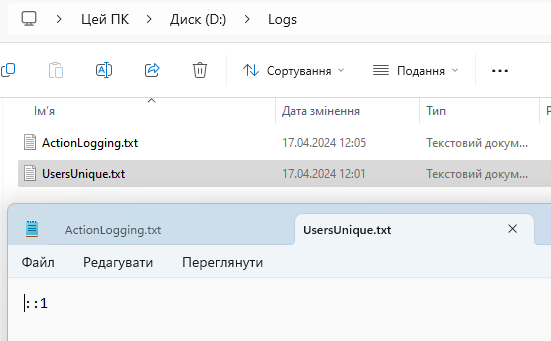 Цей ПК > Диск (D:) > Logs
Сортування Подання
Ім'я Дата змінення Тип
ActionLogging.txt 17.04.2024 12:05 Текстовий докум...
UsersUnique.txt 17.04.2024 12:01 Текстовий докум...
ActionLogging.txt UsersUnique.txt
Файл Редагувати Переглянути
::1